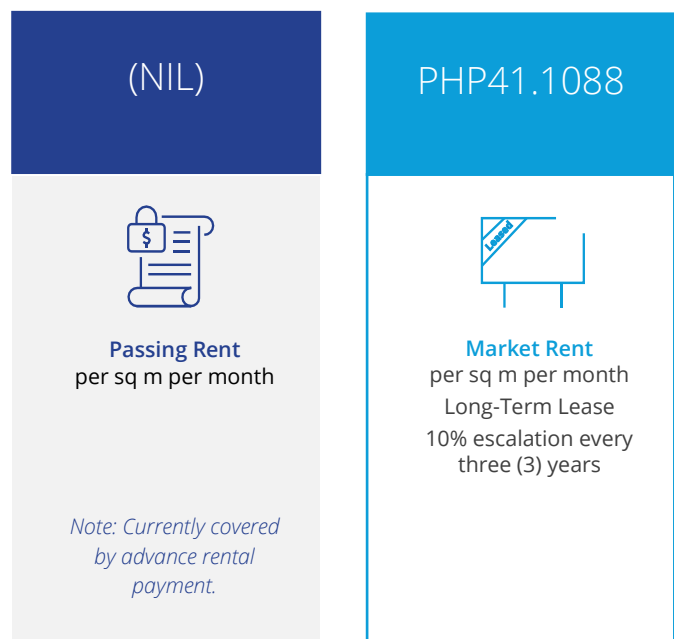 (NIL)
$
Passing Rent
per sq m per month
Note: Currently covered
by advance rental
payment.
PHP41.1088
Leased
Market Rent
per sq m per month
Long-Term Lease
10% escalation every
three (3) years